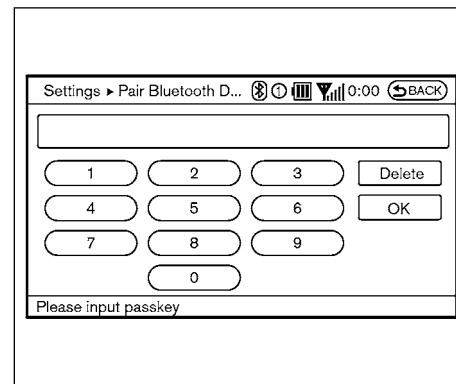 Settings ▸ Pair Bluetooth D... 1 0:00 BACK
1 2 3 Delete
4 5 6 OK
7 8 9
0
Please input passkey